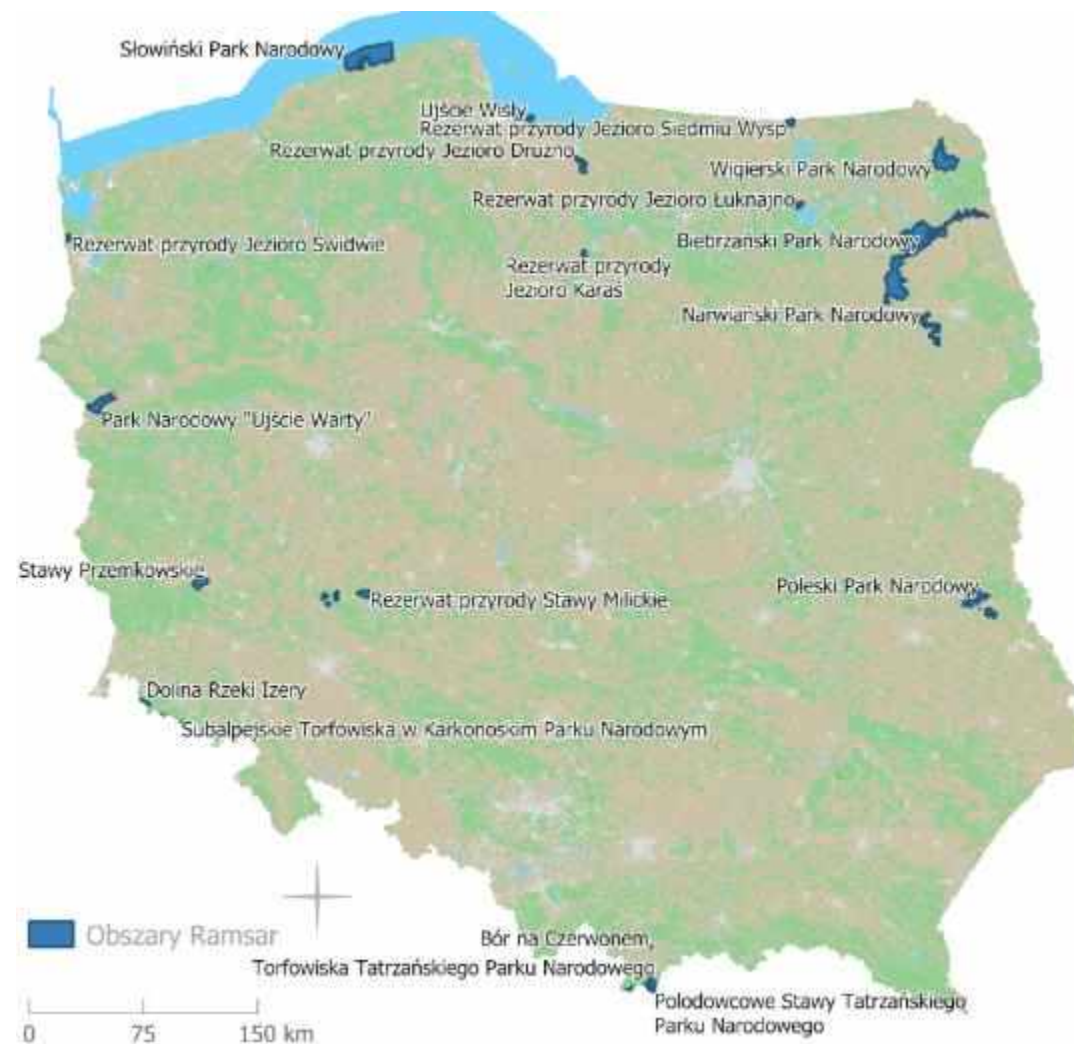 Słowiński Park Narodowy
Ujście Wisły
Rezerwat przyrody Jezioro Siedmiu Wysp
Rezerwat przyrody Jezioro Drużno
Wigierski Park Narodowy
Rezerwat przyrody Jezioro Łuknajno
Biebrzański Park Narodowy
Rezerwat przyrody Jezioro Świdwie
Rezerwat przyrody
Jezioro Karaś
Narwiański Park Narodowy
Park Narodowy "Ujście Warty"
Stawy Przemkowskie
Rezerwat przyrody Stawy Milickie
Poleski Park Narodowy
Dolina Rzeki Izery
Subalpejskie Torfowiska w Karkonoskim Parku Narodowym
Obszary Ramsar
Bór na Czerwonem,
Torfowiska Tatrzańskiego Parku Narodowego
Polodowcowe Stawy Tatrzańskiego
Parku Narodowego
0 75 150 km